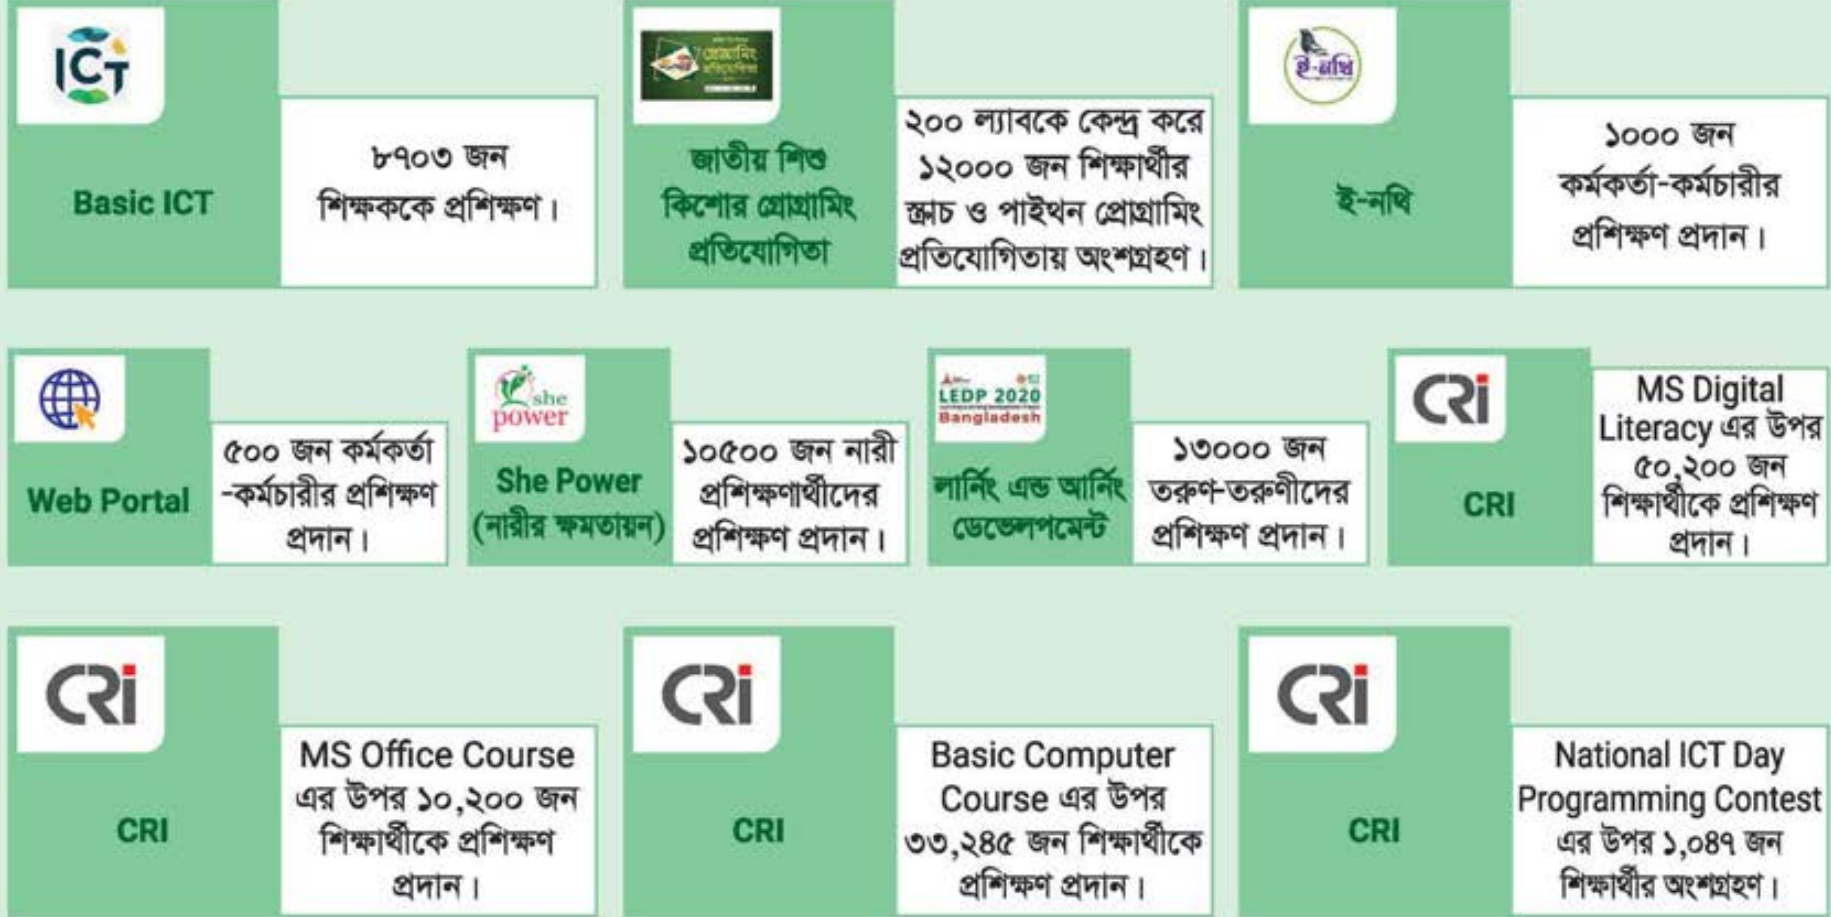 ICT
Basic ICT
৮৭০৩ জন
শিক্ষককে প্রশিক্ষণ।
প্রোগ্রামিং
প্রতিযোগিতা
জাতীয় শিশু
কিশোর প্রোগ্রামিং
প্রতিযোগিতা
২০০ ল্যাবকে কেন্দ্র করে
১২০০০ জন শিক্ষার্থীর
স্ক্রাচ ও পাইথন প্রোগ্রামিং
প্রতিযোগিতায় অংশগ্রহণ।
ই-নথি
ই-নথি
১০০০ জন
কর্মকর্তা-কর্মচারীর
প্রশিক্ষণ প্রদান।
Web Portal
৫০০ জন কর্মকর্তা
-কর্মচারীর প্রশিক্ষণ
প্রদান।
she
power
She Power
(নারীর ক্ষমতায়ন)
১০৫০০ জন নারী
প্রশিক্ষণার্থীদের
প্রশিক্ষণ প্রদান।
LEDP 2020
Bangladesh
লার্নিং এন্ড আর্নিং
ডেভেলপমেন্ট
১৩০০০ জন
তরুণ-তরুণীদের
প্রশিক্ষণ প্রদান।
CRi
CRI
MS Digital
Literacy এর উপর
৫০,২০০ জন
শিক্ষার্থীকে প্রশিক্ষণ
প্রদান।
CRi
CRI
MS Office Course
এর উপর ১০,২০০ জন
শিক্ষার্থীকে প্রশিক্ষণ
প্রদান।
CRi
CRI
Basic Computer
Course এর উপর
৩৩,২৪৫ জন শিক্ষার্থীকে
প্রশিক্ষণ প্রদান।
CRi
CRI
National ICT Day
Programming Contest
এর উপর ১,০৪৭ জন
শিক্ষার্থীর অংশগ্রহণ।